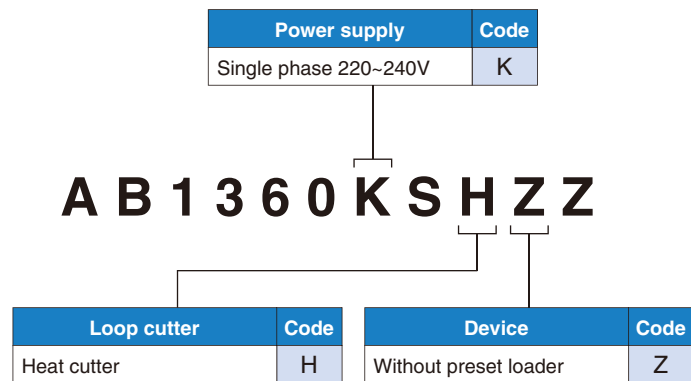 Power supply Code
Single phase 220~240V K
A B 1 3 6 0 K S H Z Z
Loop cutter Code Device Code
Heat cutter H Without preset loader Z